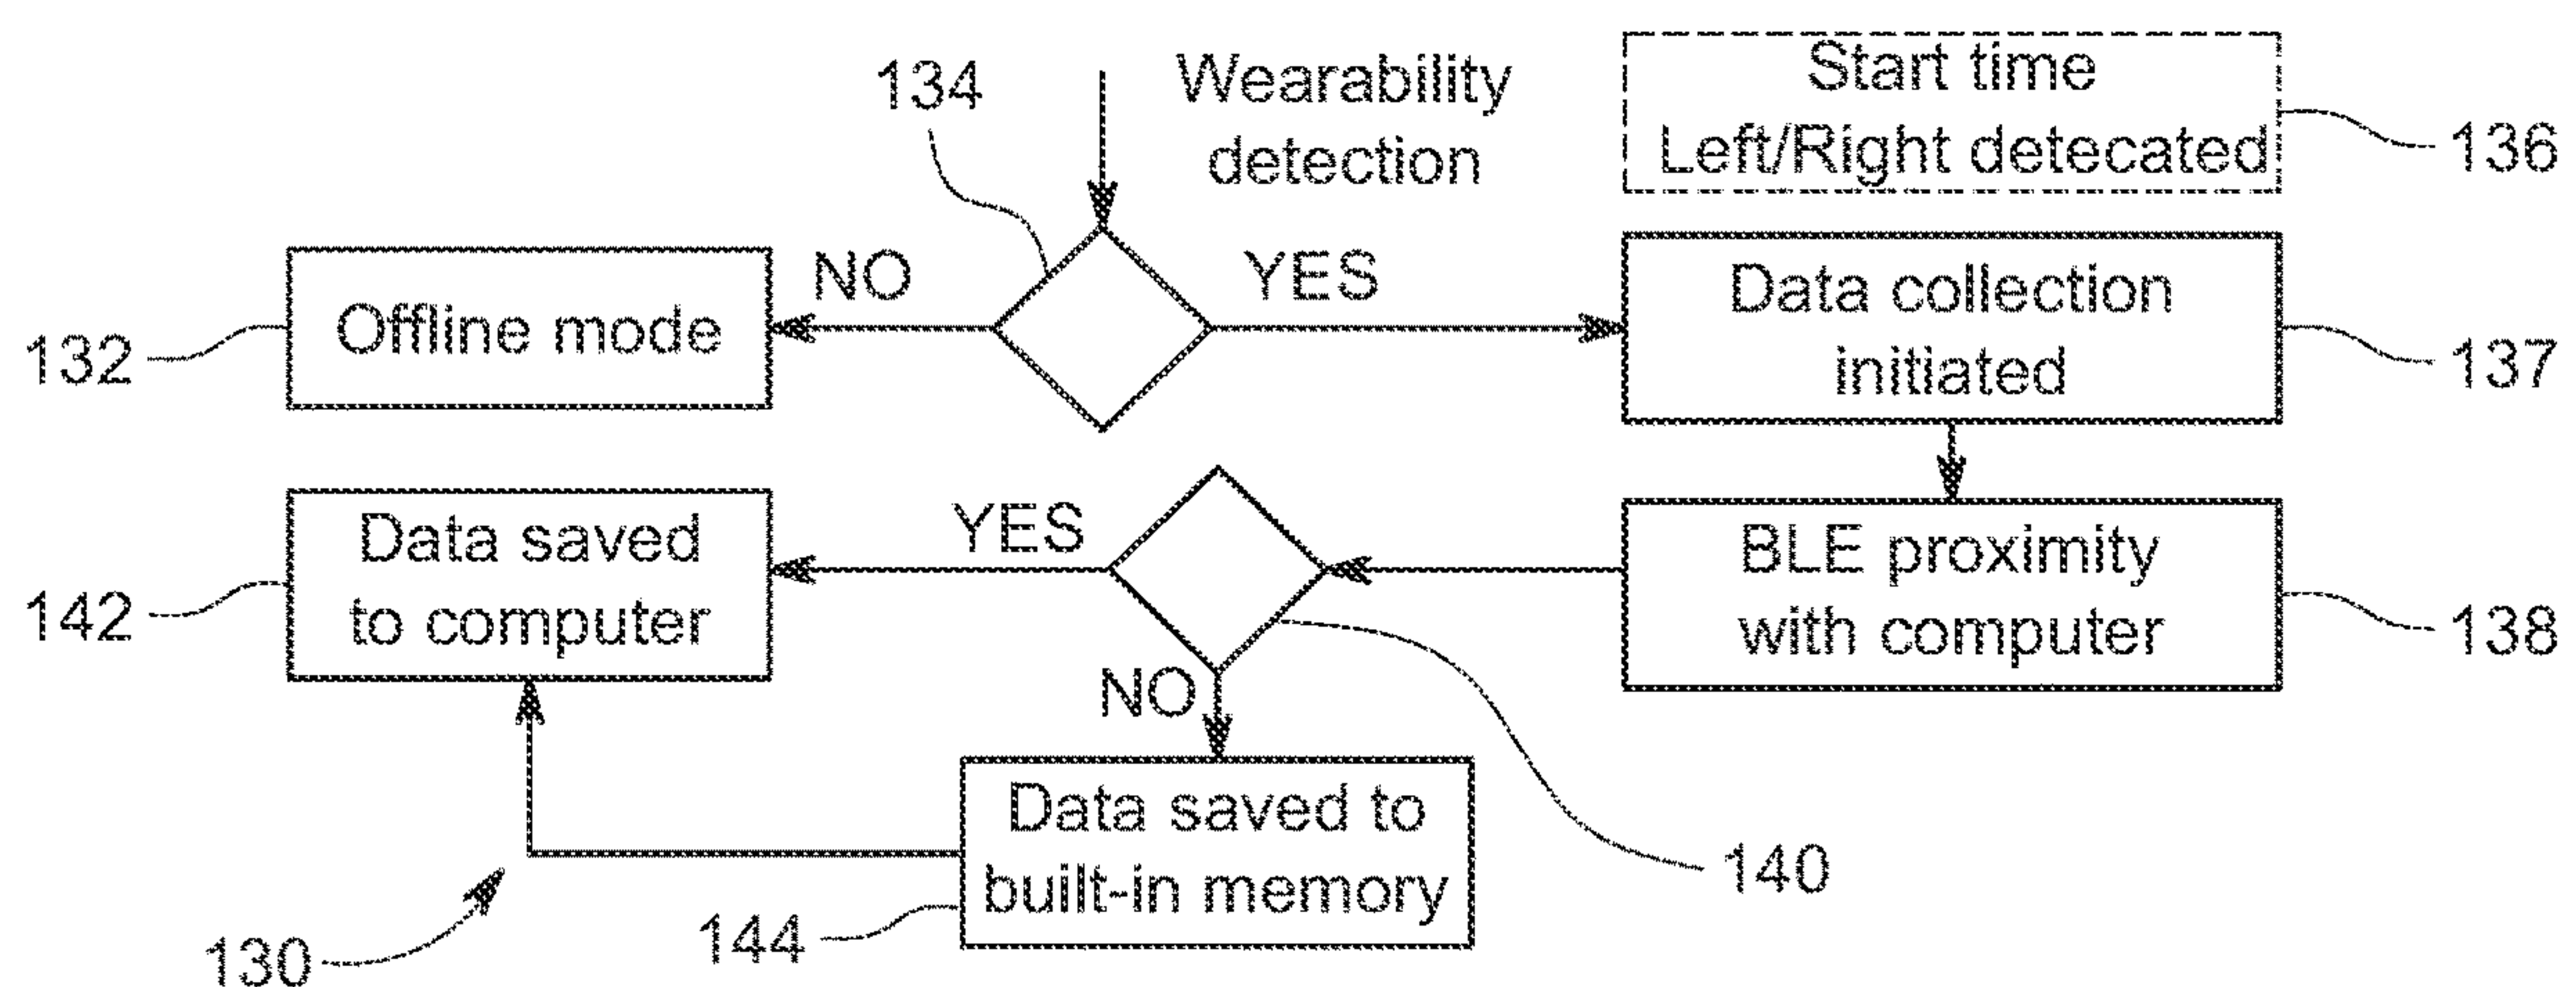 134
Wearability
detection
Start time
Left/Right detecated
136
132
Offline mode
NO
YES
Data collection
initiated
137
142
Data saved
to computer
YES
NO
BLE proximity
with computer
138
Data saved to
built-in memory
144
140
130